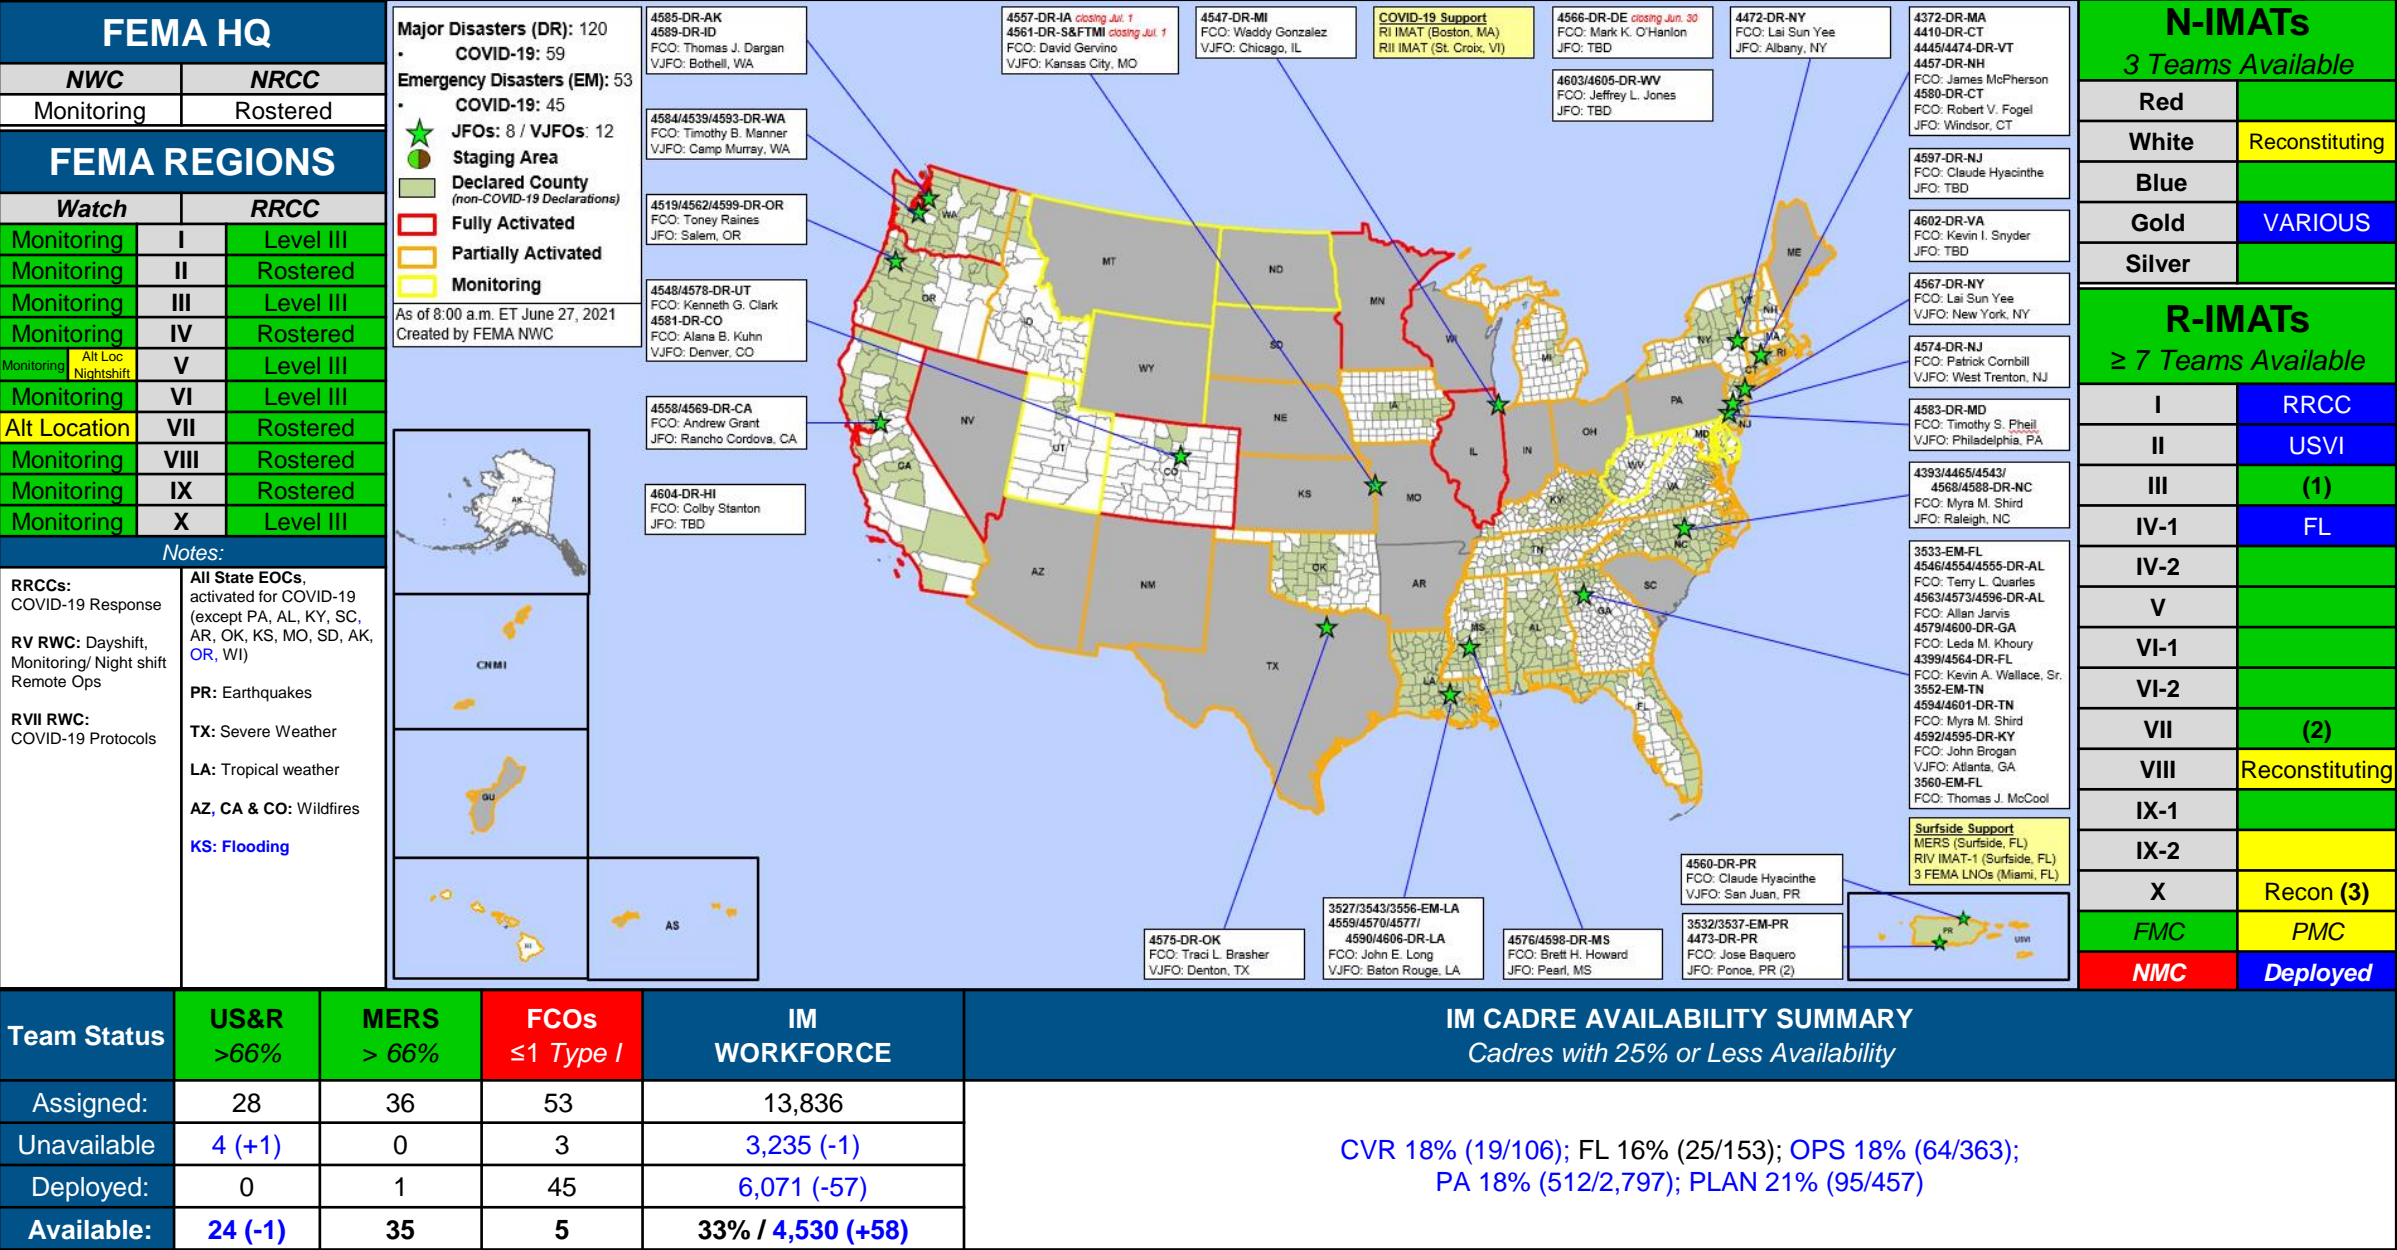 FEMA HQ
NWC NRCC
Monitoring Rostered
FEMA REGIONS
Watch RRCC
Monitoring I Level III
Monitoring II Rostered
Monitoring III Level III
Monitoring IV Rostered
Monitoring Alt Loc Nightshift V Level III
Monitoring VI Level III
Alt Location VII Rostered
Monitoring VIII Rostered
Monitoring IX Rostered
Monitoring X Level III
Notes:
RRCCs:
COVID-19 Response
RV RWC: Dayshift,
Monitoring/ Night shift
Remote Ops
RVII RWC:
COVID-19 Protocols
All State EOCs,
activated for COVID-19
(except PA, AL, KY, SC,
AR, OK, KS, MO, SD, AK,
OR, WI)
PR: Earthquakes
TX: Severe Weather
LA: Tropical weather
AZ, CA & CO: Wildfires
KS: Flooding
Major Disasters (DR): 120
• COVID-19: 59
Emergency Disasters (EM): 53
• COVID-19: 45
JFOs: 8 / VJFOs: 12
Staging Area
Declared County
(non-COVID-19 Declarations)
Fully Activated
Partially Activated
Monitoring
As of 8:00 a.m. ET June 27, 2021
Created by FEMA NWC
4585-DR-AK
4589-DR-ID
FCO: Thomas J. Dargan
VJFO: Bothell, WA
4584/4539/4593-DR-WA
FCO: Timothy B. Manner
VJFO: Camp Murray, WA
4519/4562/4599-DR-OR
FCO: Toney Raines
JFO: Salem, OR
4548/4578-DR-UT
FCO: Kenneth G. Clark
4581-DR-CO
FCO: Alana B. Kuhn
VJFO: Denver, CO
4558/4569-DR-CA
FCO: Andrew Grant
JFO: Rancho Cordova, CA
4604-DR-HI
FCO: Colby Stanton
JFO: TBD
4557-DR-IA closing Jul. 1
4561-DR-S&FTMI closing Jul. 1
FCO: David Gervino
VJFO: Kansas City, MO
4547-DR-MI
FCO: Waddy Gonzalez
VJFO: Chicago, IL
COVID-19 Support
RI IMAT (Boston, MA)
RII IMAT (St. Croix, VI)
4566-DR-DE closing Jun. 30
FCO: Mark K. O'Hanlon
JFO: TBD
4603/4605-DR-WV
FCO: Jeffrey L. Jones
JFO: TBD
4472-DR-NY
FCO: Lai Sun Yee
JFO: Albany, NY
4372-DR-MA
4410-DR-CT
4445/4474-DR-VT
4457-DR-NH
FCO: James McPherson
4580-DR-CT
FCO: Robert V. Fogel
JFO: Windsor, CT
4597-DR-NJ
FCO: Claude Hyacinthe
JFO: TBD
4602-DR-VA
FCO: Kevin I. Snyder
JFO: TBD
4567-DR-NY
FCO: Lai Sun Yee
VJFO: New York, NY
4574-DR-NJ
FCO: Patrick Cornbill
VJFO: West Trenton, NJ
4583-DR-MD
FCO: Timothy S. Pheil
VJFO: Philadelphia, PA
4393/4465/4543/
4568/4588-DR-NC
FCO: Myra M. Shird
JFO: Raleigh, NC
3533-EM-FL
4546/4554/4555-DR-AL
FCO: Terry L. Quarles
4563/4573/4596-DR-AL
FCO: Allan Jarvis
4579/4600-DR-GA
FCO: Leda M. Khoury
4399/4564-DR-FL
FCO: Kevin A. Wallace, Sr.
3552-EM-TN
4594/4601-DR-TN
FCO: Myra M. Shird
4592/4595-DR-KY
FCO: John Brogan
VJFO: Atlanta, GA
3560-EM-FL
FCO: Thomas J. McCool
Surfside Support
MERS (Surfside, FL)
RIV IMAT-1 (Surfside, FL)
3 FEMA LNOs (Miami, FL)
4560-DR-PR
FCO: Claude Hyacinthe
VJFO: San Juan, PR
3532/3537-EM-PR
4473-DR-PR
FCO: Jose Baquero
JFO: Ponce, PR (2)
4575-DR-OK
FCO: Traci L. Brasher
VJFO: Denton, TX
3527/3543/3556-EM-LA
4559/4570/4577/
4590/4606-DR-LA
FCO: John E. Long
VJFO: Baton Rouge, LA
4576/4598-DR-MS
FCO: Brett H. Howard
JFO: Pearl, MS
WA
MT
ND
MN
ME
OR
ID
SD
WI
MI
NY
VT
NH
MA
RI
CT
WY
NE
IA
PA
NJ
NV
UT
CO
IL
IN
OH
MD
WV
VA
CA
KS
MO
KY
AZ
NM
OK
AR
TN
NC
SC
TX
LA
MS
AL
GA
FL
AK
CNMI
GU
HI
AS
PR
USVI
N-IMATs
3 Teams Available
Red
White Reconstituting
Blue
Gold VARIOUS
Silver
R-IMATs
≥ 7 Teams Available
I RRCC
II USVI
III (1)
IV-1 FL
IV-2
V
VI-1
VI-2
VII (2)
VIII Reconstituting
IX-1
IX-2
X Recon (3)
FMC PMC
NMC Deployed
Team Status
US&R
>66%
MERS
> 66%
FCOs
≤1 Type I
IM
WORKFORCE
IM CADRE AVAILABILITY SUMMARY
Cadres with 25% or Less Availability
Assigned: 28 36 53 13,836
Unavailable 4 (+1) 0 3 3,235 (-1)
Deployed: 0 1 45 6,071 (-57)
Available: 24 (-1) 35 5 33% / 4,530 (+58)
CVR 18% (19/106); FL 16% (25/153); OPS 18% (64/363);
PA 18% (512/2,797); PLAN 21% (95/457)